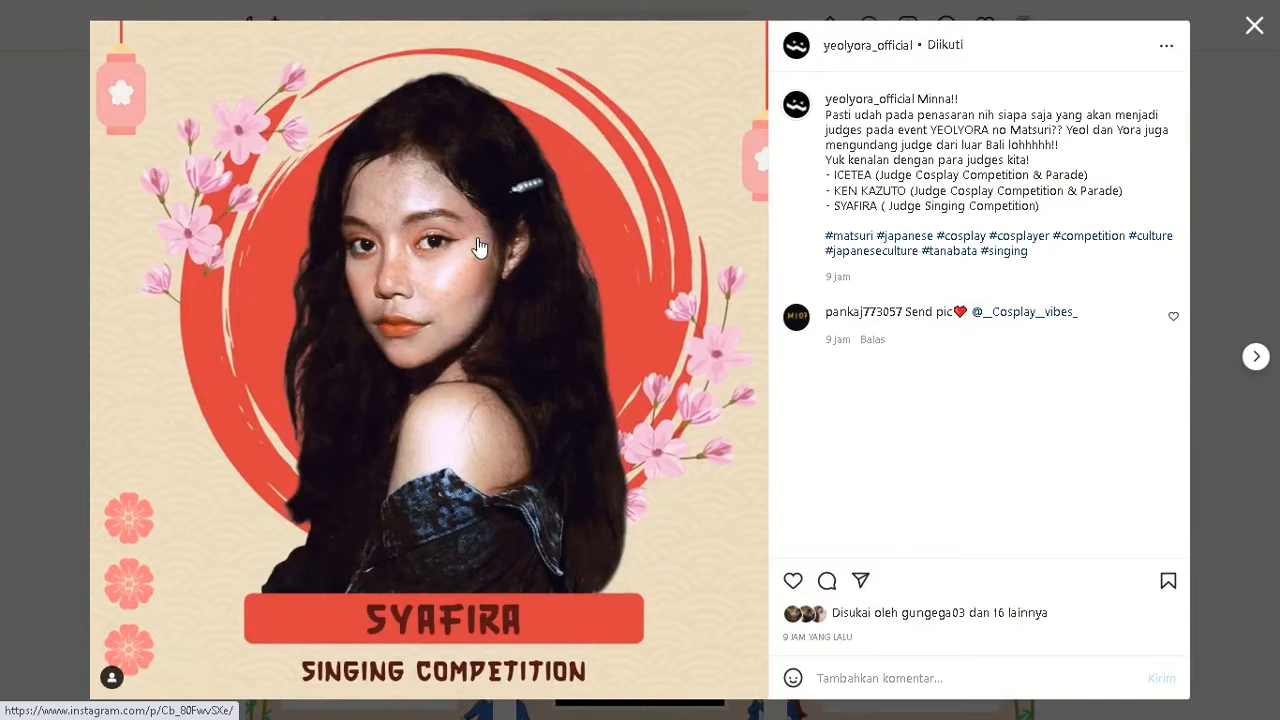 yeolyora_official • Diikuti
yeolyora_official Minna!!
Pasti udah pada penasaran nih siapa saja yang akan menjadi
judges pada event YEOLYORA no Matsuri?? Yeol dan Yora juga
mengundang judge dari luar Bali lohhhhh!!
Yuk kenalan dengan para judges kita!
- ICETEA (Judge Cosplay Competition & Parade)
- KEN KAZUTO (Judge Cosplay Competition & Parade)
- SYAFIRA ( Judge Singing Competition)
#matsuri #japanese #cosplay #cosplayer #competition #culture
#japaneseculture #tanabata #singing
9 jam
pankaj773057 Send pic❤️ @__Cosplay__vibes_
9 jam Balas
SYAFIRA
SINGING COMPETITION
Disukai oleh gungega03 dan 16 lainnya
9 JAM YANG LALU
Tambahkan komentar...
Kirim
https://www.instagram.com/p/Cb_80FwvSXe/